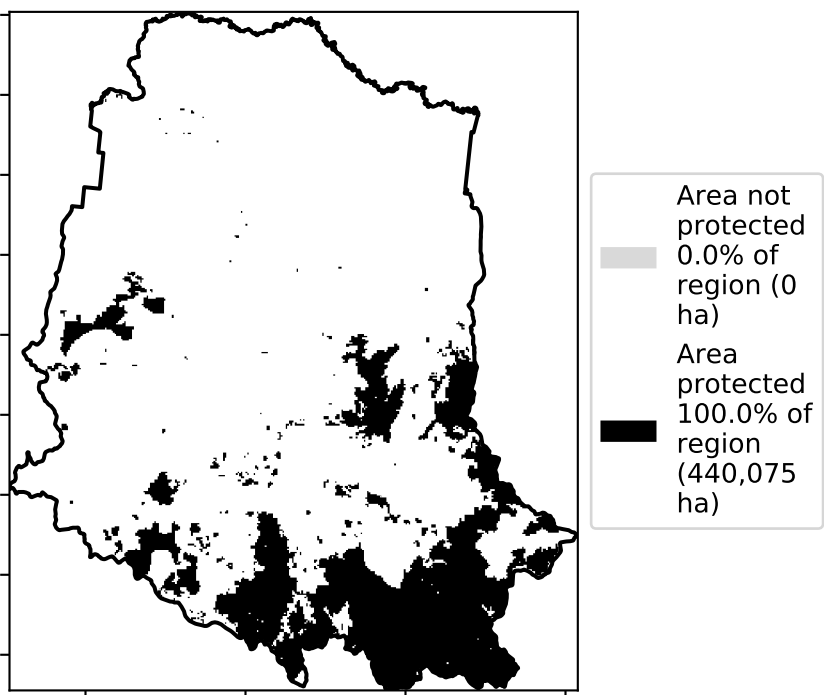 Area not
protected
0.0% of
region (0
ha)
Area
protected
100.0% of
region
(440,075
ha)